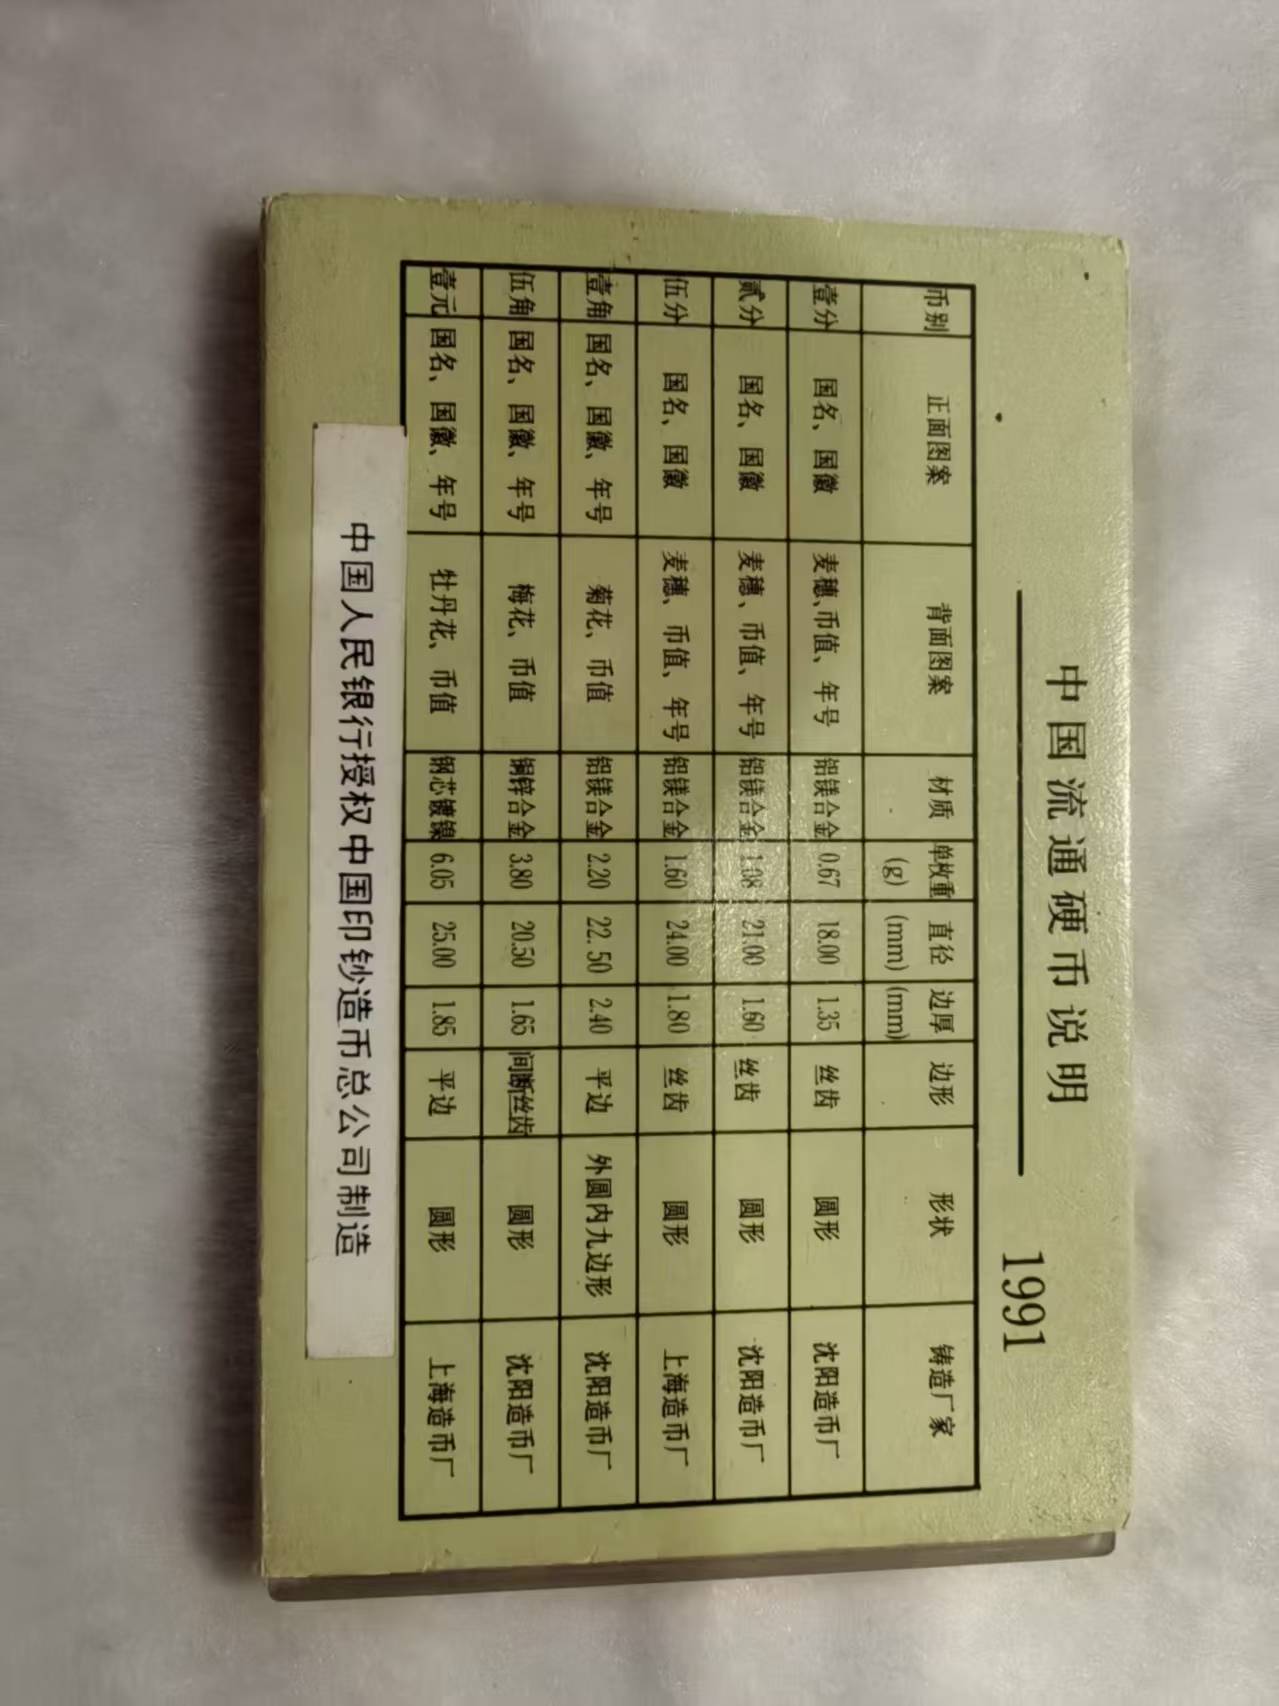 中国流通硬币说明
1991
币别 正面图案 背面图案 材质 单枚重(g) 直径(mm) 边厚(mm) 边形 形状 铸造厂家
壹分 国名、国徽 麦穗、币值、年号 铝镁合金 0.67 18.00 1.35 丝齿 圆形 沈阳造币厂
贰分 国名、国徽 麦穗、币值、年号 铝镁合金 1.08 21.00 1.60 丝齿 圆形 沈阳造币厂
伍分 国名、国徽 麦穗、币值、年号 铝镁合金 1.60 24.00 1.80 丝齿 圆形 上海造币厂
壹角 国名、国徽、年号 菊花、币值 铝镁合金 2.20 22.50 2.40 平边 外圆内九边形 沈阳造币厂
伍角 国名、国徽、年号 梅花、币值 铜锌合金 3.80 20.50 1.65 间断丝齿 圆形 沈阳造币厂
壹元 国名、国徽、年号 牡丹花、币值 钢芯镀镍 6.05 25.00 1.85 平边 圆形 上海造币厂
中国人民银行授权中国印钞造币总公司制造